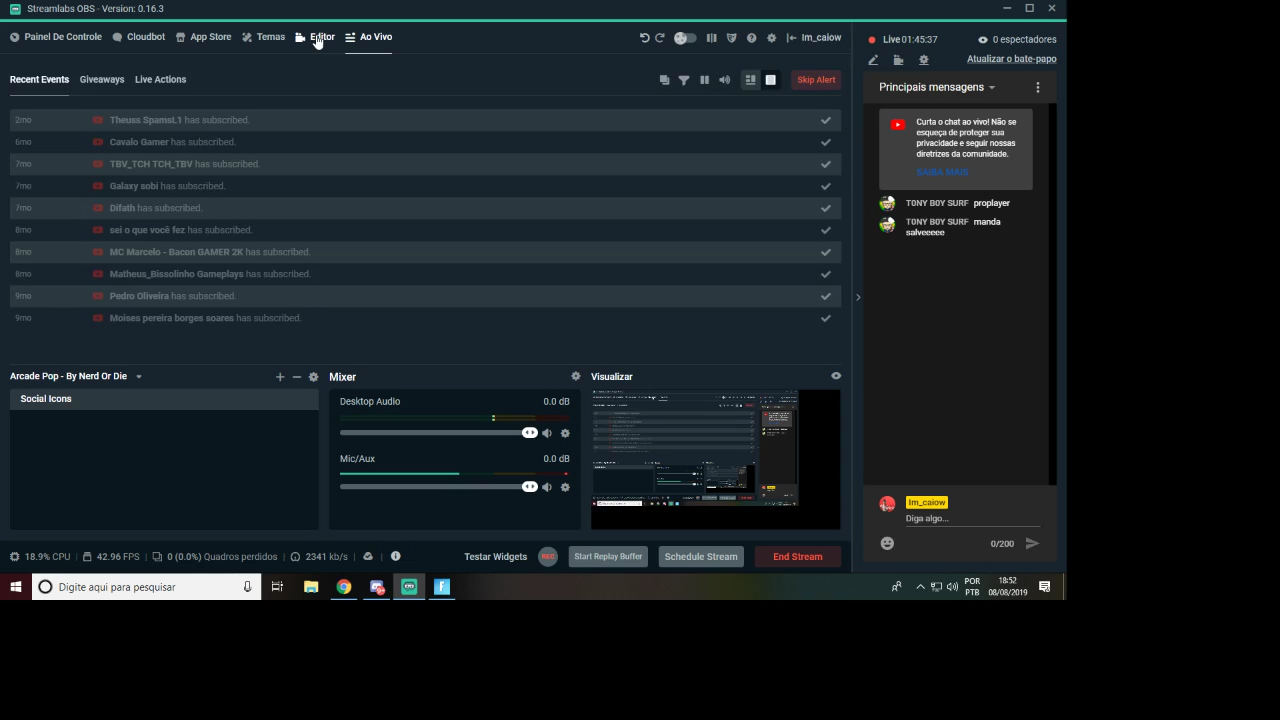 Streamlabs OBS - Version: 0.16.3
Painel De Controle Cloudbot App Store Temas Editor Ao Vivo Im_caiow
Live 01:45:37 0 espectadores
Atualizar o bate-papo
Recent Events Giveaways Live Actions Skip Alert
Principais mensagens
2mo Theuss Spamst.1 has subscribed.
6mo Cavalo Gamer has subscribed.
7mo TBV_TCH TCH_TBV has subscribed.
7mo Galaxy sobi has subscribed.
7mo Difath has subscribed.
8mo sei o que você fez has subscribed.
8mo MC Marcelo - Bacon GAMER 2K has subscribed.
8mo Matheus_Bissolinho Gameplays has subscribed.
9mo Pedro Oliveira has subscribed.
9mo Moises pereira borges soares has subscribed.
Curta o chat ao vivo! Não se
esqueça de proteger sua
privacidade e seguir nossas
diretrizes da comunidade.
SAIBA MAIS
TONY BOY SURF proplayer
TONY BOY SURF manda
salveeeee
Arcade Pop - By Nerd Or Die
Social Icons
Mixer
Desktop Audio 0.0 dB
Mic/Aux 0.0 dB
Visualizar
Im_caiow
Diga algo...
0/200
18.9% CPU 42.96 FPS 0 (0.0%) Quadros perdidos 2341 kb/s Testar Widgets REC Start Replay Buffer Schedule Stream End Stream
Digite aqui para pesquisar
POR
PTB
18:52
08/08/2019